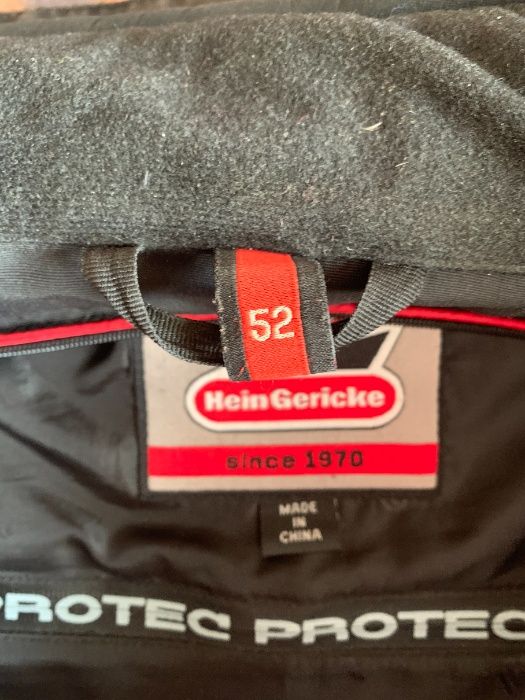 52
HeinGericke
since 1970
MADE
IN
CHINA
PROTEC PROTEC